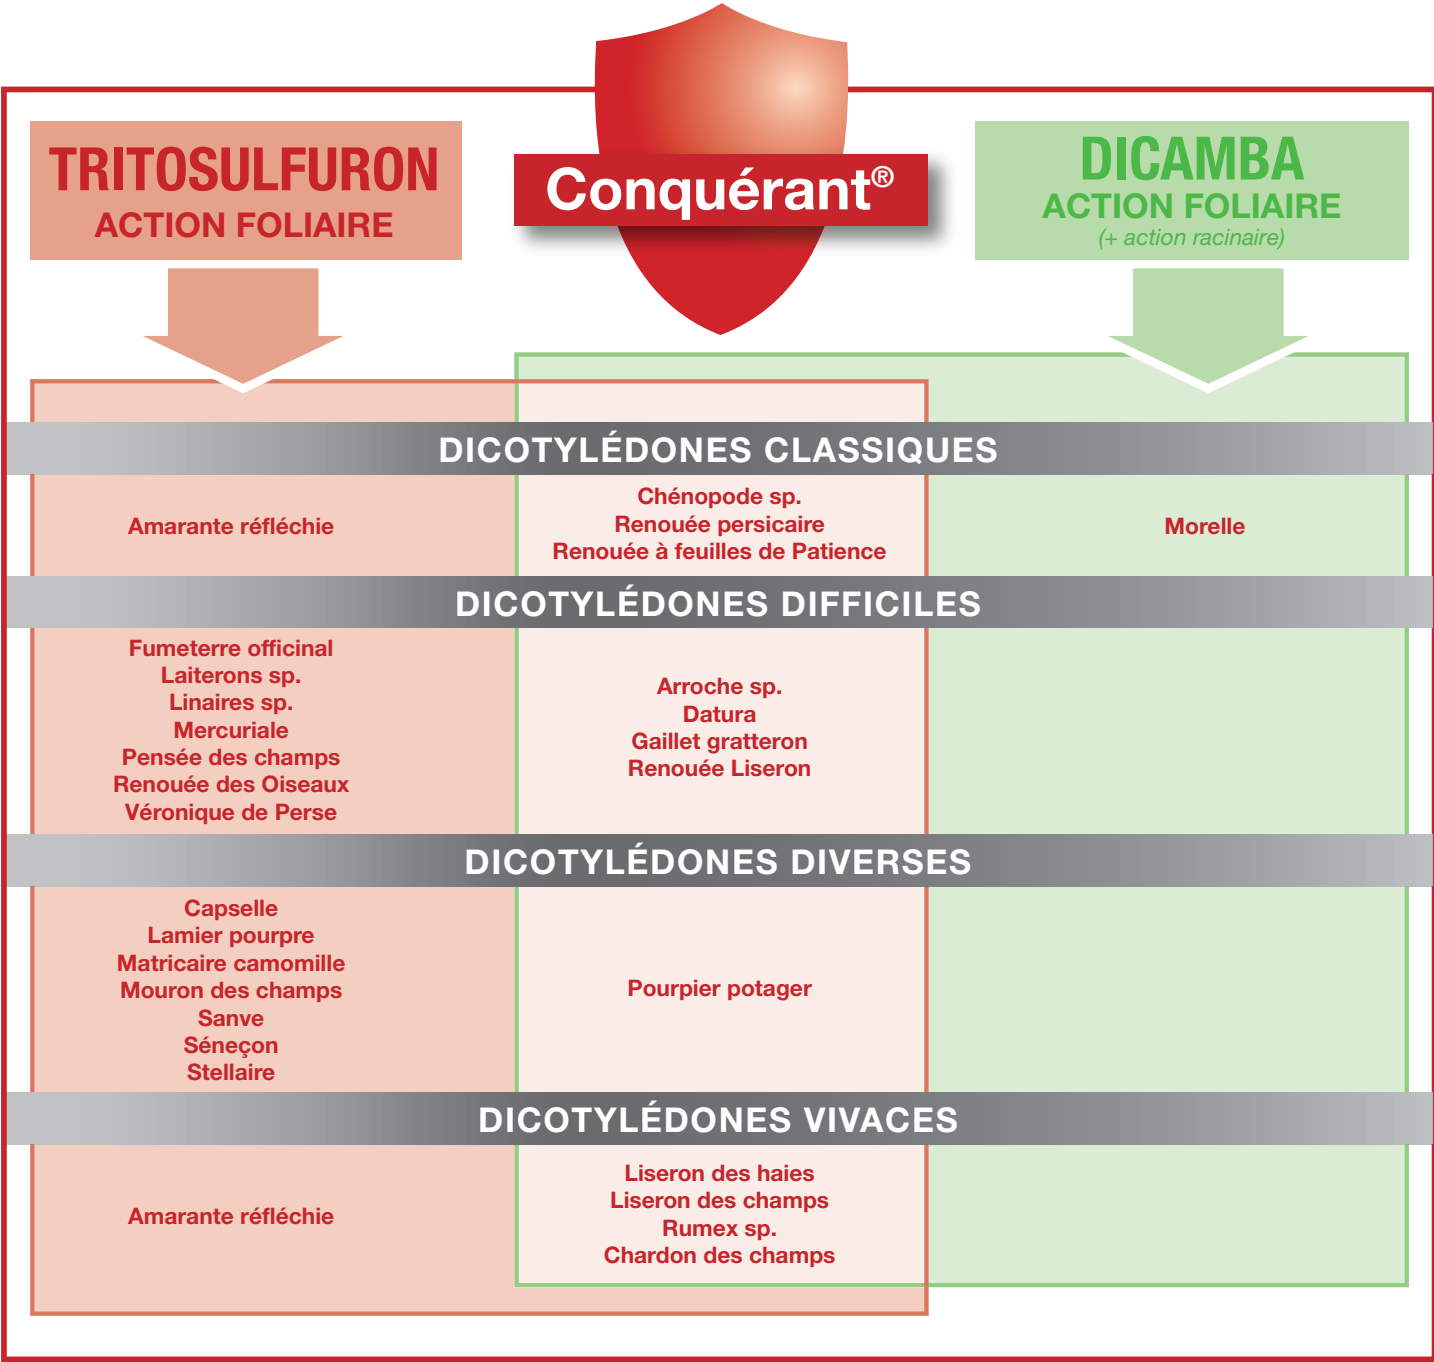 TRITOSULFURON
ACTION FOLIAIRE
Conquérant®
DICAMBA
ACTION FOLIAIRE
(+ action racinaire)
DICOTYLÉDONES CLASSIQUES
Amarante réfléchie
Chénopode sp.
Renouée persicaire
Renouée à feuilles de Patience
Morelle
DICOTYLÉDONES DIFFICILES
Fumeterre officinal
Laiterons sp.
Linaires sp.
Mercuriale
Pensée des champs
Renouée des Oiseaux
Véronique de Perse
Arroche sp.
Datura
Gaillet gratteron
Renouée Liseron
DICOTYLÉDONES DIVERSES
Capselle
Lamier pourpre
Matricaire camomille
Mouron des champs
Sanve
Séneçon
Stellaire
Pourpier potager
DICOTYLÉDONES VIVACES
Amarante réfléchie
Liseron des haies
Liseron des champs
Rumex sp.
Chardon des champs